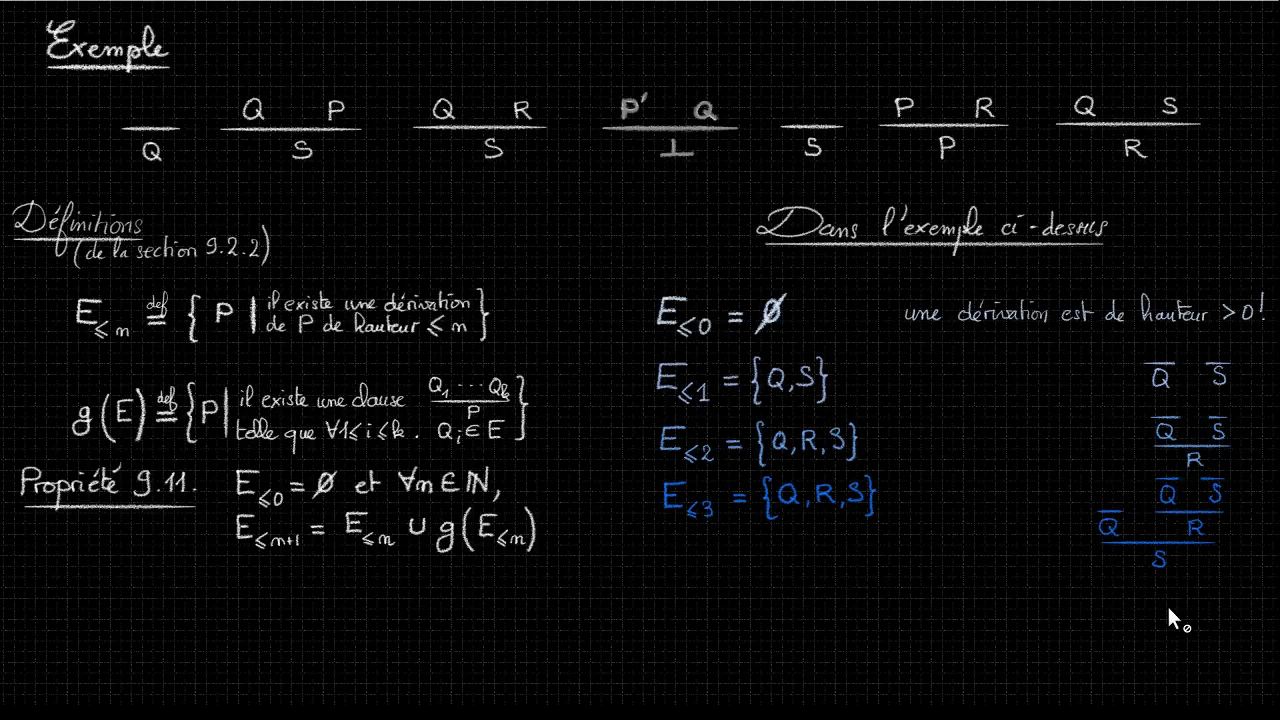 Exemple
Q P Q R P' Q P R Q S
Q S S ⊥ S P R
Définitions
(de la section 9.2.2)
Dans l'exemple ci-dessus
E≤n =def { P | il existe une dérivation
de P de hauteur ≤ n }
E≤0 = ∅ une dérivation est de hauteur > 0!
E≤1 = {Q,S} Q S
g(E) =def { P | il existe une clause Q1 ... Qk
P
telle que ∀1≤i≤k. Qi ∈ E }
E≤2 = {Q,R,S} Q S
R
Propriété 9.11. E≤0 = ∅ et ∀n∈ℕ,
E≤n+1 = E≤n ∪ g(E≤n)
E≤3 = {Q,R,S} Q S
Q R
S